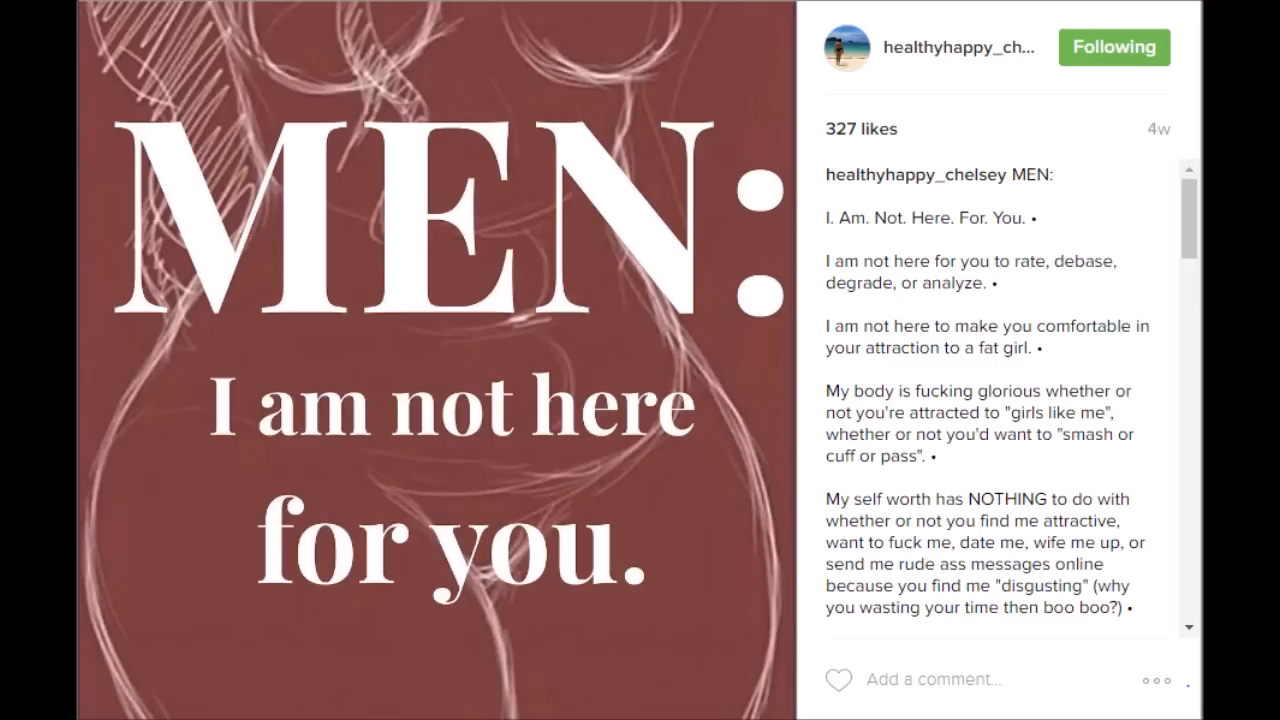 MEN:
I am not here
for you.
healthyhappy_ch...
Following
327 likes
4w
healthyhappy_chelsey MEN:
I. Am. Not. Here. For. You. •
I am not here for you to rate, debase,
degrade, or analyze. •
I am not here to make you comfortable in
your attraction to a fat girl. •
My body is fucking glorious whether or
not you're attracted to "girls like me",
whether or not you'd want to "smash or
cuff or pass". •
My self worth has NOTHING to do with
whether or not you find me attractive,
want to fuck me, date me, wife me up, or
send me rude ass messages online
because you find me "disgusting" (why
you wasting your time then boo boo?) •
Add a comment...